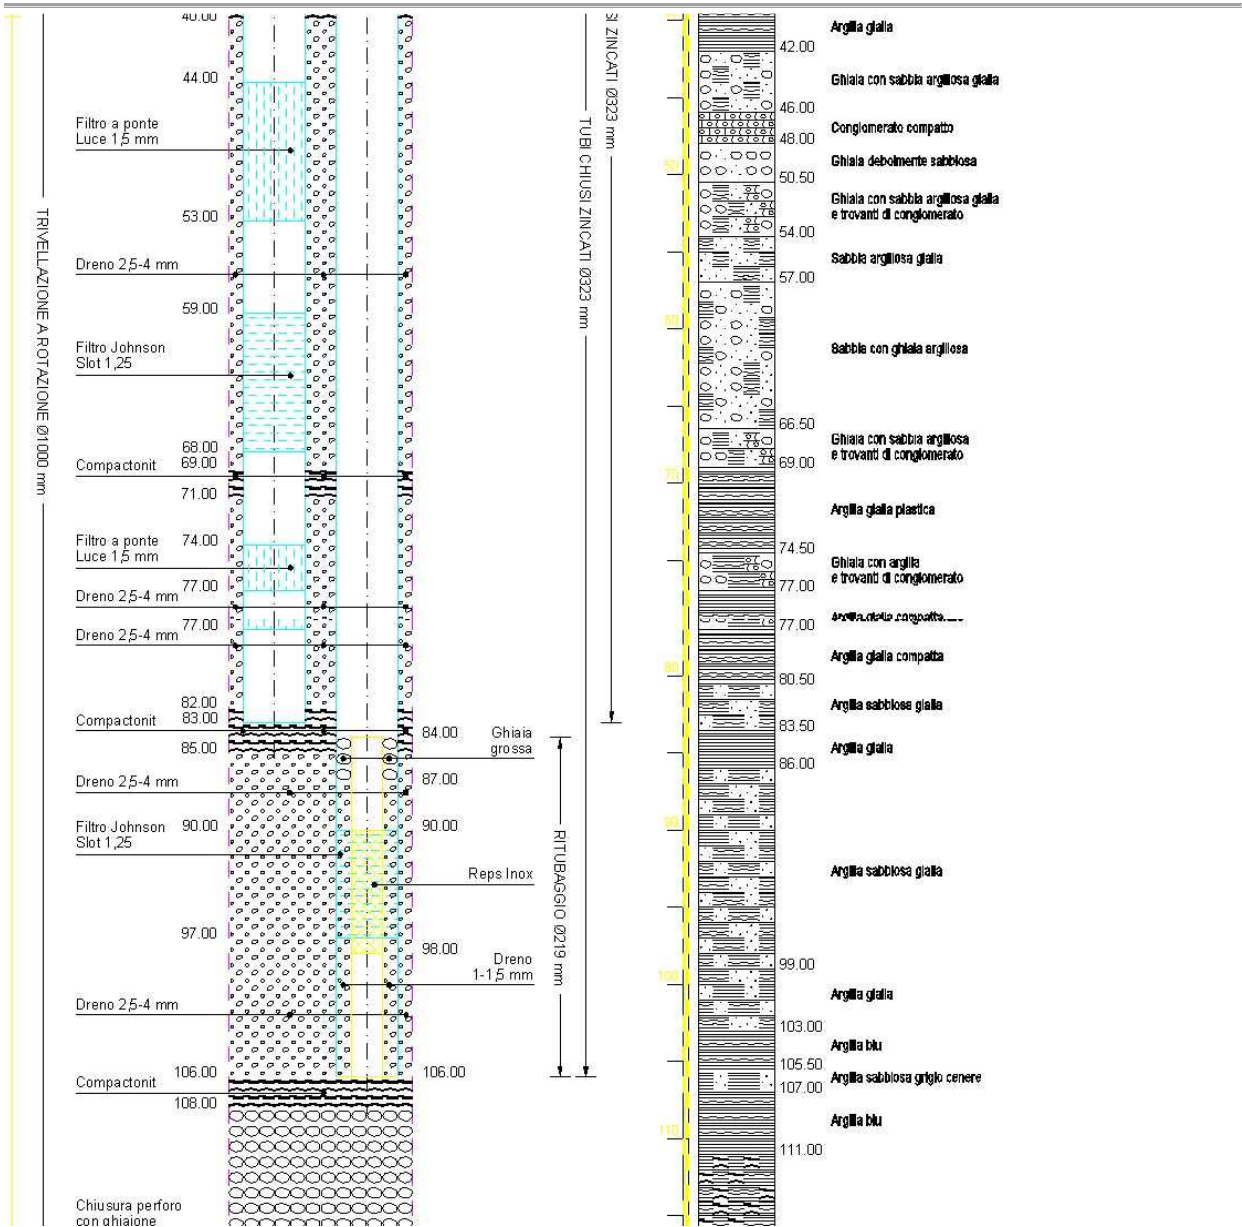 40.00
44.00
Filtro a ponte
Luce 1,5 mm
53.00
Dreno 2,5-4 mm
59.00
Filtro Johnson
Slot 1,25
68.00
69.00
Compactonit
71.00
74.00
Filtro a ponte
Luce 1,5 mm
77.00
Dreno 2,5-4 mm
77.00
Dreno 2,5-4 mm
82.00
83.00
Compactonit
85.00
Dreno 2,5-4 mm
90.00
Filtro Johnson
Slot 1,25
97.00
Dreno 2,5-4 mm
106.00
Compactonit
108.00
Chiusura perforo
con ghiaione
TRIVELLAZIONE A ROTAZIONE Ø1000 mm
84.00
Ghiaia
grossa
87.00
90.00
Reps Inox
98.00
Dreno
1-1,5 mm
106.00
RITUBAGGIO Ø219 mm
TUBI CHIUSI ZINCATI Ø323 mm
SI ZINCATI Ø323 mm
50
60
70
80
90
100
110
Argilla gialla
42.00
Ghiaia con sabbia argillosa gialla
46.00
Conglomerato compatto
48.00
Ghiaia debolmente sabbiosa
50.50
Ghiaia con sabbia argillosa gialla
e trovanti di conglomerato
54.00
Sabbia argillosa gialla
57.00
Sabbia con ghiaia argillosa
66.50
Ghiaia con sabbia argillosa
e trovanti di conglomerato
69.00
Argilla gialla plastica
74.50
Ghiaia con argilla
e trovanti di conglomerato
77.00
Argilla gialla compatta
77.00
Argilla gialla compatta
80.50
Argilla sabbiosa gialla
83.50
Argilla gialla
86.00
Argilla sabbiosa gialla
99.00
Argilla gialla
103.00
Argilla blu
105.50
Argilla sabbiosa grigio cenere
107.00
Argilla blu
111.00